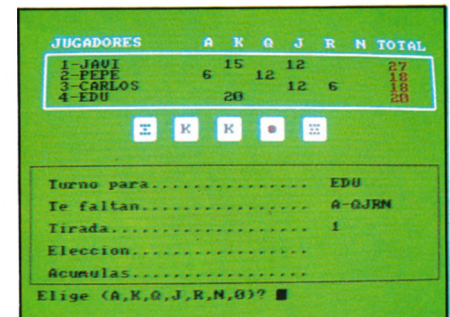 JUGADORES A K Q J R N TOTAL
1-JAVI 15 12 27
2-PEPE 6 12 18
3-CARLOS 12 6 18
4-EDU 20 20
K K
Turno para................ EDU
Te faltan................. A-QJRN
Tirada.................... 1
Eleccion..................
Acumulas..................
Elige (A,K,Q,J,R,N,0)?